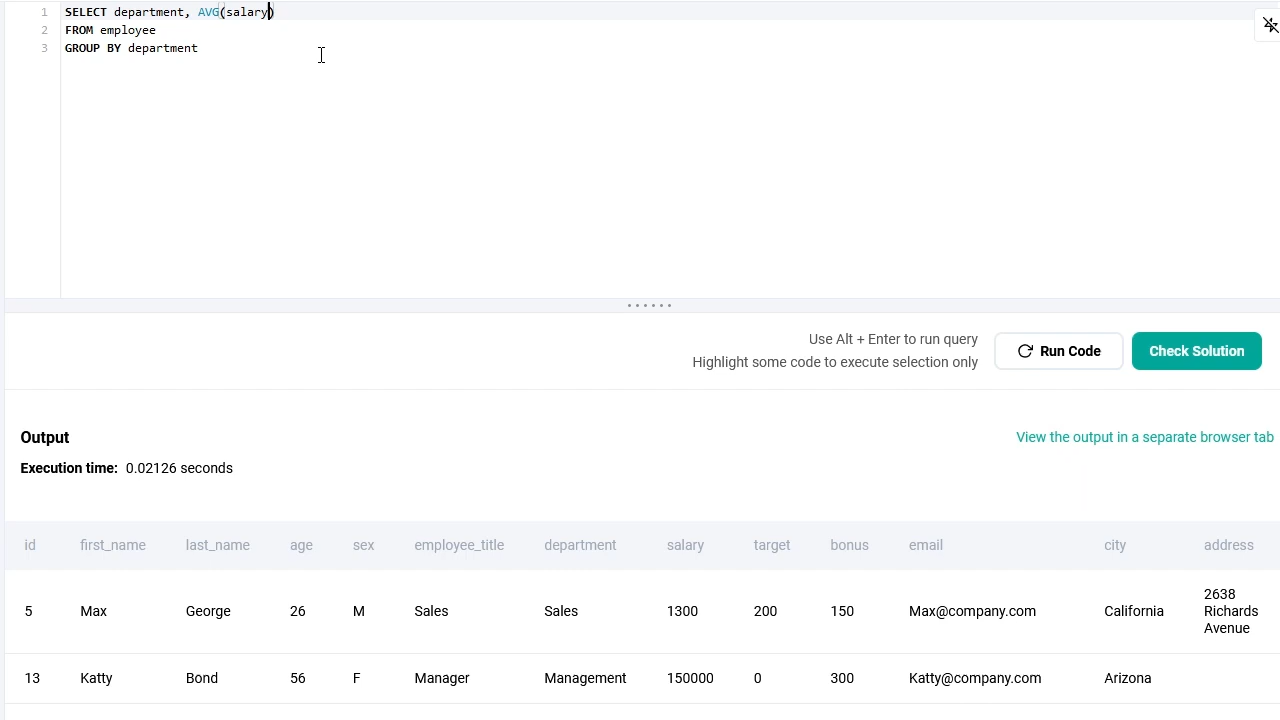 1 SELECT department, AVG(salary)
2 FROM employee
3 GROUP BY department
Use Alt + Enter to run query
Highlight some code to execute selection only
Run Code
Check Solution
Output
View the output in a separate browser tab
Execution time: 0.02126 seconds
id first_name last_name age sex employee_title department salary target bonus email city address
5 Max George 26 M Sales Sales 1300 200 150 Max@company.com California 2638 Richards Avenue
13 Katty Bond 56 F Manager Management 150000 0 300 Katty@company.com Arizona